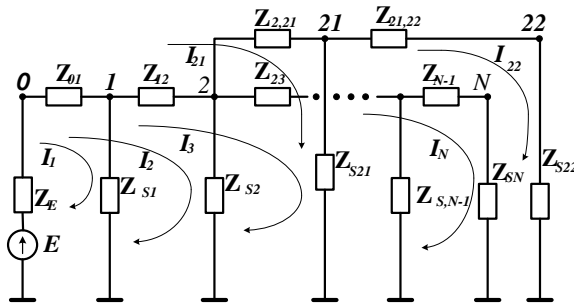 Z2,21 21 Z21,22 22
I21 I22
0 Z01 1 Z12 2 Z23 ZN-1 N
I1 I2 I3 IN
ZE ZS1 ZS2 ZS21 ZS,N-1 ZSN ZS22
E